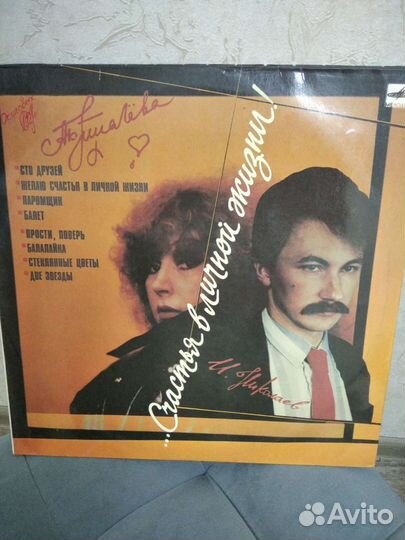 А Пугачёва
СТО ДРУЗЕЙ
ЖЕЛАЮ СЧАСТЬЯ В ЛИЧНОЙ ЖИЗНИ
ПАРОМЩИК
БАЛЕТ
ПРОСТИ, ПОВЕРЬ
БАЛАЛАЙКА
СТЕКЛЯННЫЕ ЦВЕТЫ
ДВЕ ЗВЕЗДЫ
...Счастья в личной жизни!
И. Николаев
Avito